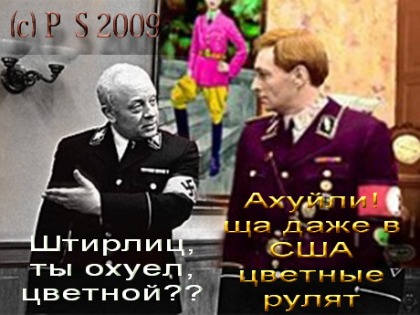 (c) P S 2009
Штирлиц,
ты охуел,
цветной??
Ахуйли!
ща даже в
США
цветные
рулят